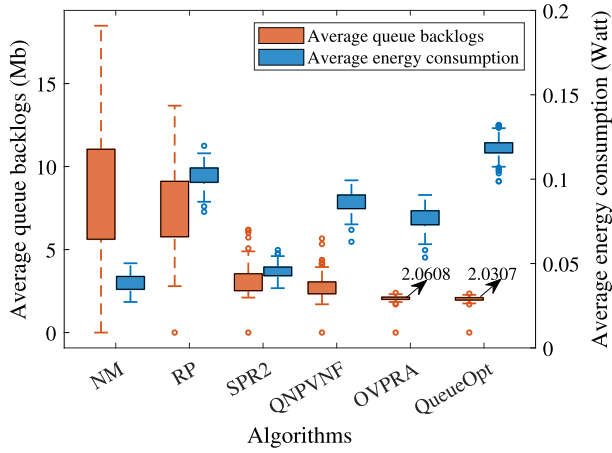 Average queue backlogs (Mb)
15
10
5
0
Average queue backlogs
Average energy consumption
2.0608
2.0307
0.2
0.15
0.1
0.05
0
Average energy consumption (Watt)
NM
RP
SPR2
QNPVNF
OVPRA
QueueOpt
Algorithms